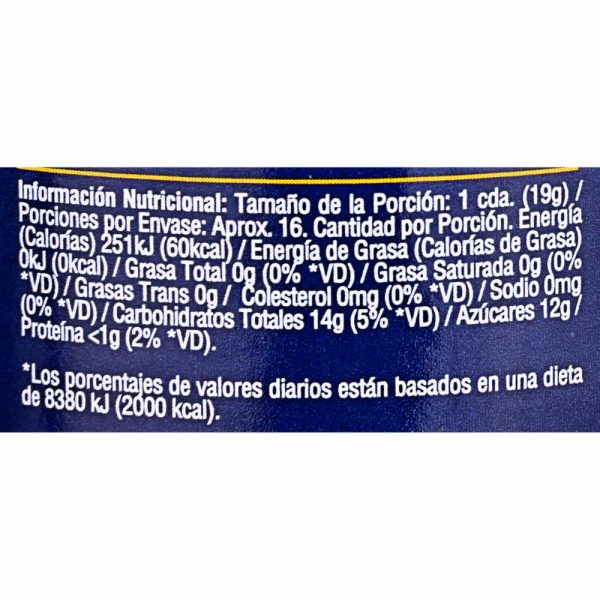 Información Nutricional: Tamaño de la Porción: 1 cda. (19g) /
Porciones por Envase: Aprox. 16. Cantidad por Porción. Energía
(Calorías) 251kJ (60kcal) / Energía de Grasa (Calorías de Grasa)
0kJ (0kcal) / Grasa Total 0g (0% *VD) / Grasa Saturada 0g (0%
*VD) / Grasas Trans 0g / Colesterol 0mg (0% *VD) / Sodio 0mg
(0% *VD) / Carbohidratos Totales 14g (5% *VD) / Azúcares 12g /
Proteína <1g (2% *VD).
*Los porcentajes de valores diarios están basados en una dieta
de 8380 kJ (2000 kcal).